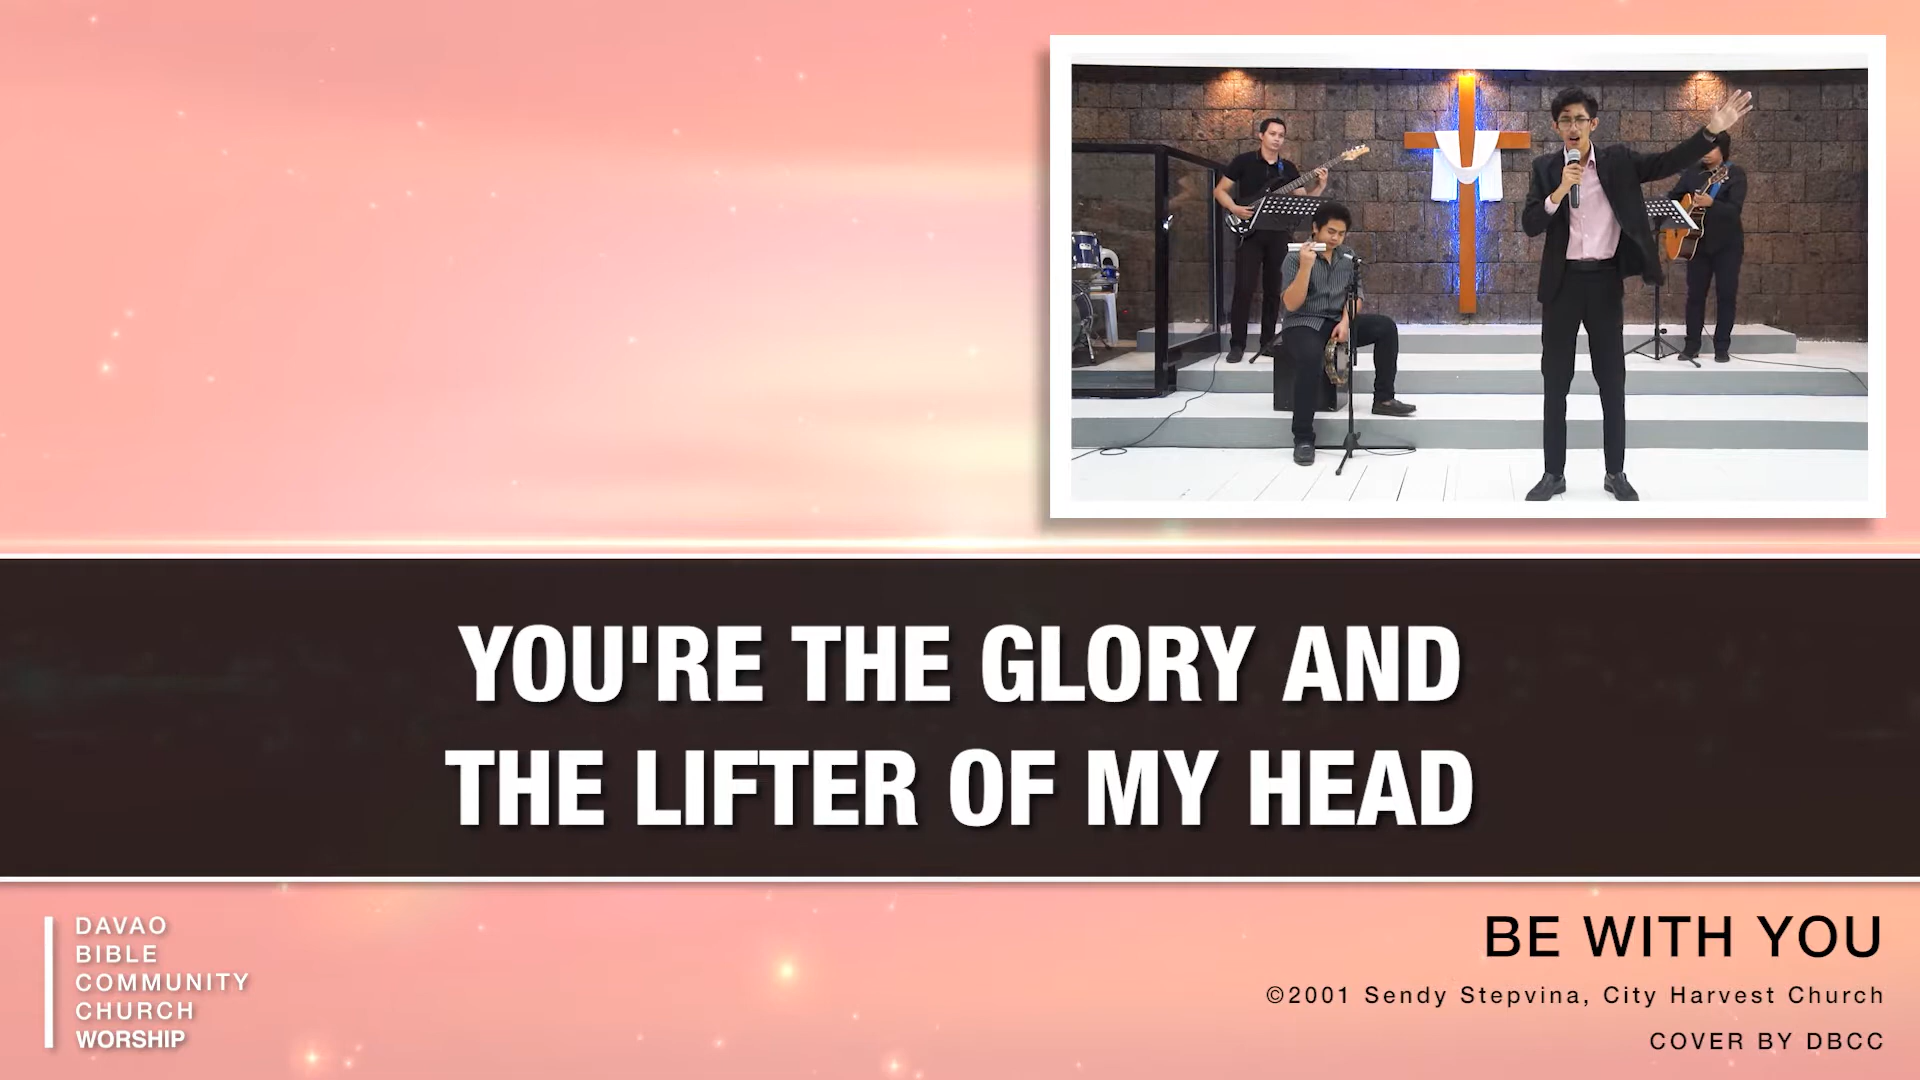 YOU'RE THE GLORY AND
THE LIFTER OF MY HEAD
DAVAO
BIBLE
COMMUNITY
CHURCH
WORSHIP
BE WITH YOU
©2001 Sendy Stepvina, City Harvest Church
COVER BY DBCC